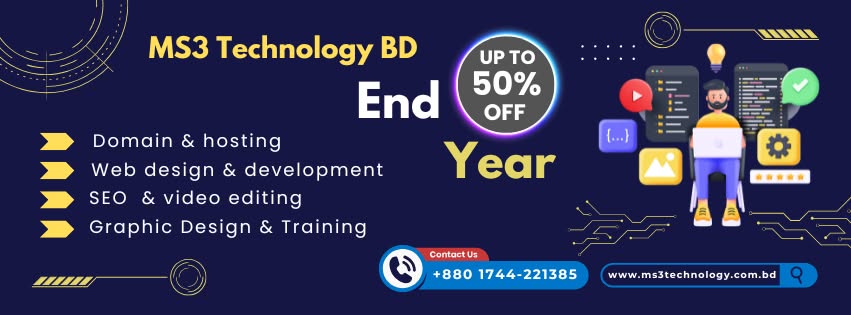 MS3 Technology BD
UP TO
50%
OFF
End
Year
Domain & hosting
Web design & development
SEO & video editing
Graphic Design & Training
Contact Us
+880 1744-221385
www.ms3technology.com.bd
{...}